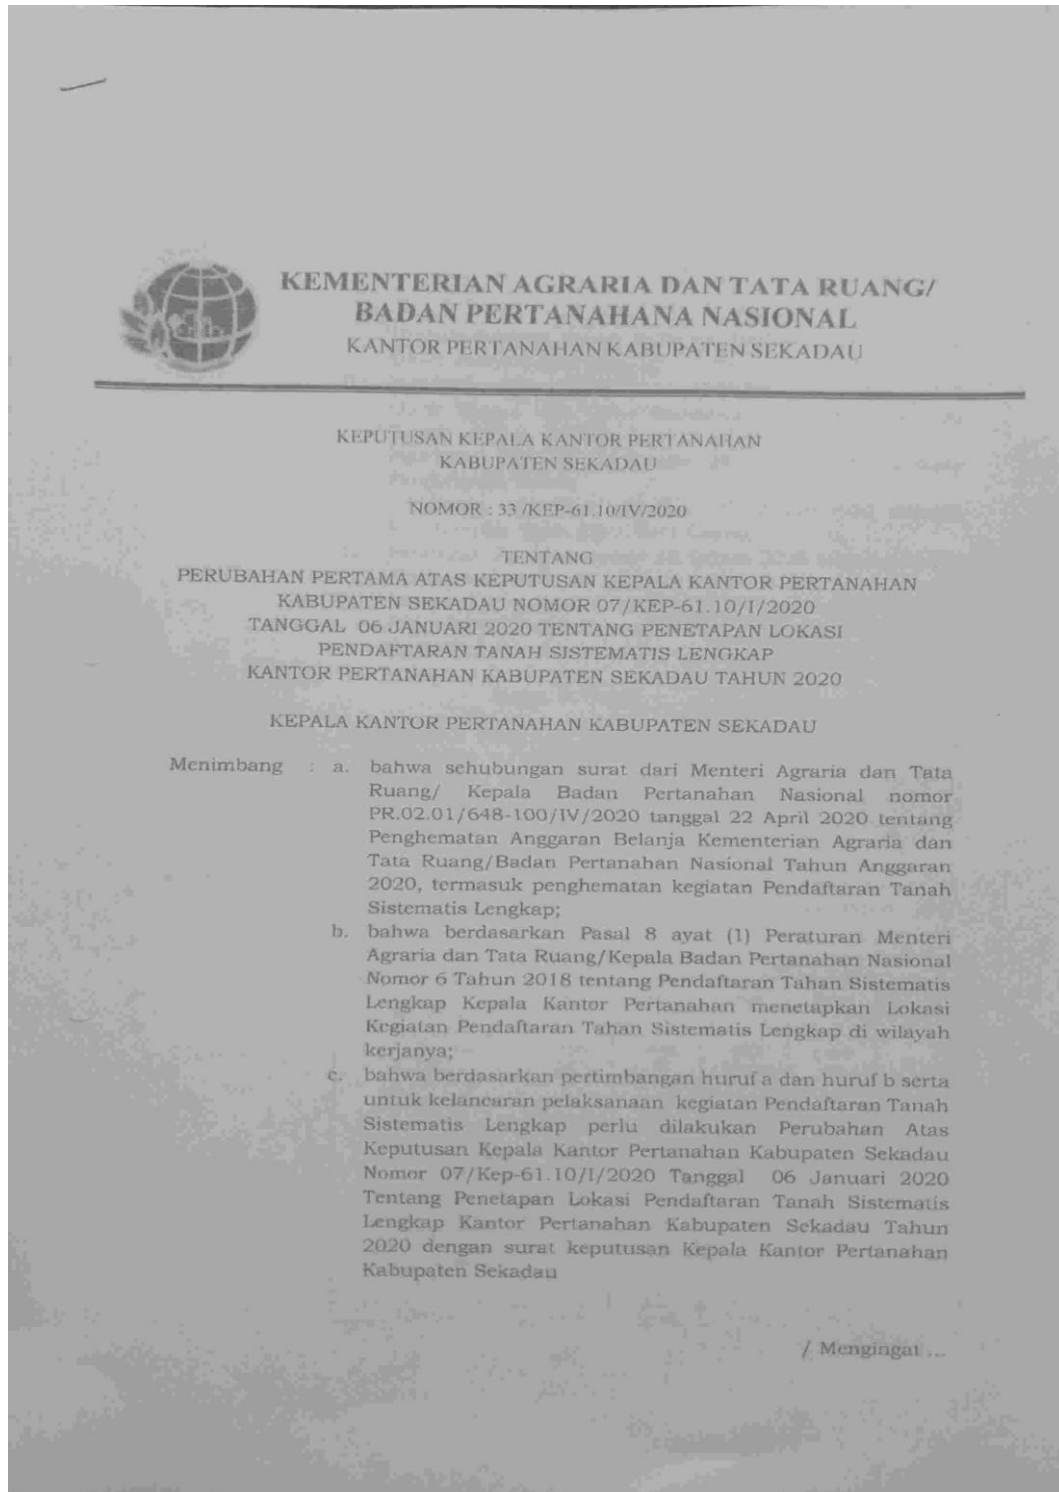 KEMENTERIAN AGRARIA DAN TATA RUANG/
BADAN PERTANAHANA NASIONAL
KANTOR PERTANAHAN KABUPATEN SEKADAU
KEPUTUSAN KEPALA KANTOR PERTANAHAN
KABUPATEN SEKADAU
NOMOR : 33 /KEP-61.10/IV/2020
TENTANG
PERUBAHAN PERTAMA ATAS KEPUTUSAN KEPALA KANTOR PERTANAHAN
KABUPATEN SEKADAU NOMOR 07/KEP-61.10/I/2020
TANGGAL 06 JANUARI 2020 TENTANG PENETAPAN LOKASI
PENDAFTARAN TANAH SISTEMATIS LENGKAP
KANTOR PERTANAHAN KABUPATEN SEKADAU TAHUN 2020
KEPALA KANTOR PERTANAHAN KABUPATEN SEKADAU
Menimbang : a. bahwa sehubungan surat dari Menteri Agraria dan Tata
Ruang/ Kepala Badan Pertanahan Nasional nomor
PR.02.01/648-100/IV/2020 tanggal 22 April 2020 tentang
Penghematan Anggaran Belanja Kementerian Agraria dan
Tata Ruang/Badan Pertanahan Nasional Tahun Anggaran
2020, termasuk penghematan kegiatan Pendaftaran Tanah
Sistematis Lengkap;
b. bahwa berdasarkan Pasal 8 ayat (1) Peraturan Menteri
Agraria dan Tata Ruang/Kepala Badan Pertanahan Nasional
Nomor 6 Tahun 2018 tentang Pendaftaran Tahan Sistematis
Lengkap Kepala Kantor Pertanahan menetapkan Lokasi
Kegiatan Pendaftaran Tahan Sistematis Lengkap di wilayah
kerjanya;
c. bahwa berdasarkan pertimbangan huruf a dan huruf b serta
untuk kelancaran pelaksanaan kegiatan Pendaftaran Tanah
Sistematis Lengkap perlu dilakukan Perubahan Atas
Keputusan Kepala Kantor Pertanahan Kabupaten Sekadau
Nomor 07/Kep-61.10/I/2020 Tanggal 06 Januari 2020
Tentang Penetapan Lokasi Pendaftaran Tanah Sistematis
Lengkap Kantor Pertanahan Kabupaten Sekadau Tahun
2020 dengan surat keputusan Kepala Kantor Pertanahan
Kabupaten Sekadau
/ Mengingat ...